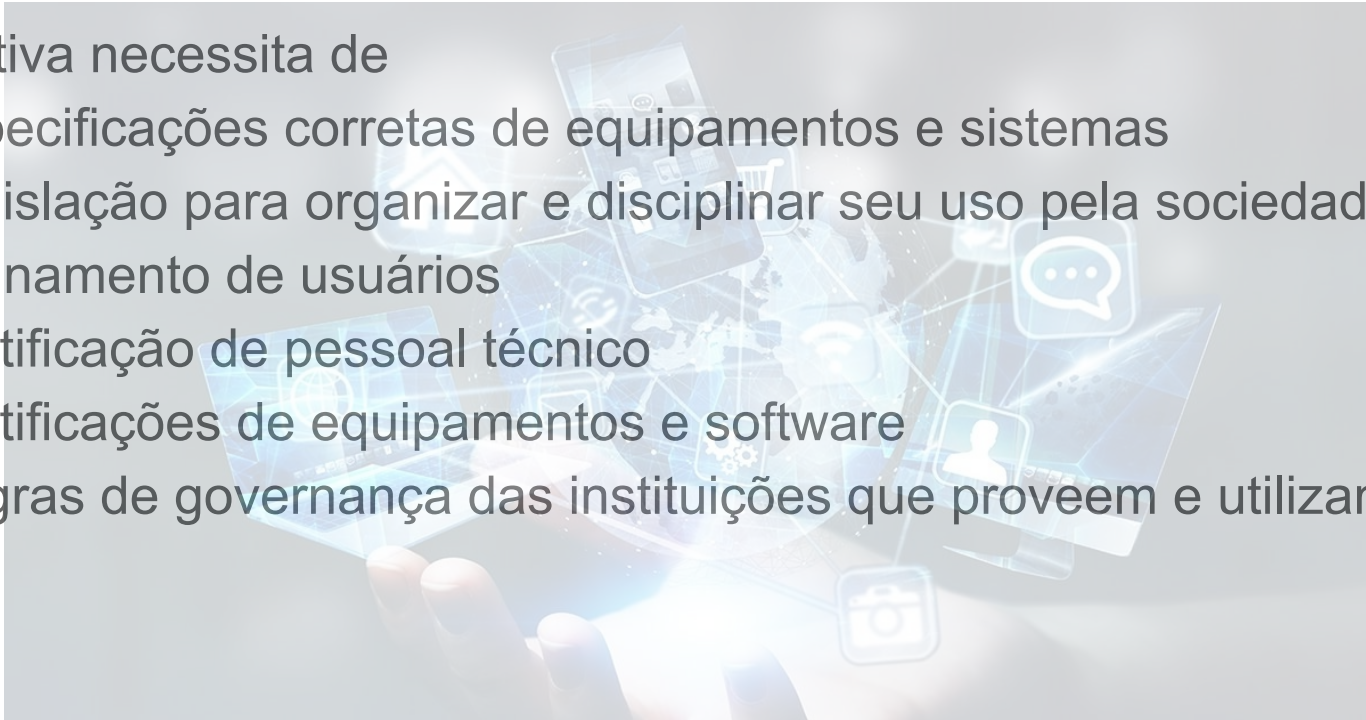 tiva necessita de
ecificações corretas de equipamentos e sistemas
islação para organizar e disciplinar seu uso pela sociedad
namento de usuários
tificação de pessoal técnico
tificações de equipamentos e software
gras de governança das instituições que proveem e utilizar